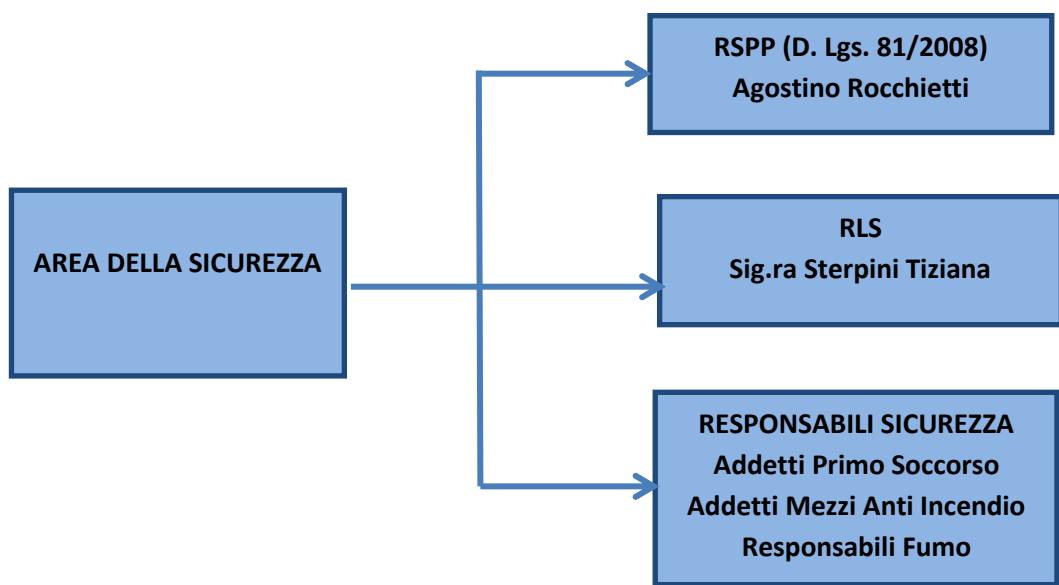 RSPP (D. Lgs. 81/2008)
Agostino Rocchietti
AREA DELLA SICUREZZA
RLS
Sig.ra Sterpini Tiziana
RESPONSABILI SICUREZZA
Addetti Primo Soccorso
Addetti Mezzi Anti Incendio
Responsabili Fumo